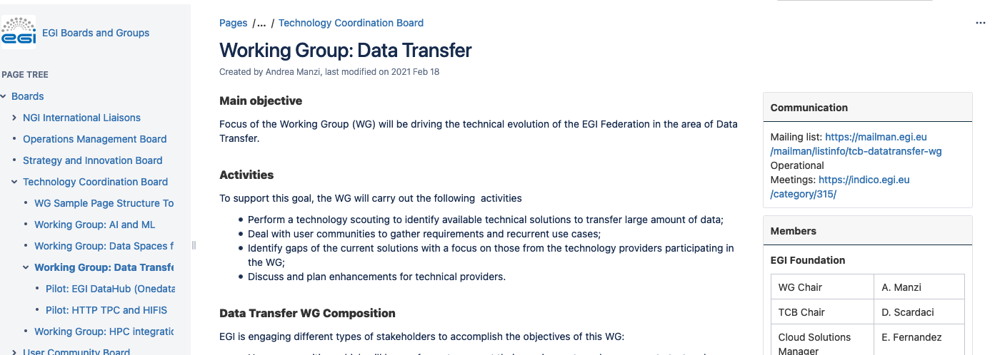 EGI
EGI Boards and Groups
PAGE TREE
Boards
NGI International Liaisons
Operations Management Board
Strategy and Innovation Board
Technology Coordination Board
WG Sample Page Structure To
Working Group: AI and ML
Working Group: Data Spaces f
Working Group: Data Transfe
Pilot: EGI DataHub (Onedata
Pilot: HTTP TPC and HIFIS
Working Group: HPC integratic
User Community Board
Pages /... / Technology Coordination Board
Working Group: Data Transfer
Created by Andrea Manzi, last modified on 2021 Feb 18
Main objective
Focus of the Working Group (WG) will be driving the technical evolution of the EGI Federation in the area of Data
Transfer.
Activities
To support this goal, the WG will carry out the following activities
• Perform a technology scouting to identify available technical solutions to transfer large amount of data;
• Deal with user communities to gather requirements and recurrent use cases;
• Identify gaps of the current solutions with a focus on those from the technology providers participating in
the WG;
• Discuss and plan enhancements for technical providers.
Data Transfer WG Composition
EGI is engaging different types of stakeholders to accomplish the objectives of this WG:
Communication
Mailing list: https://mailman.egi.eu
/mailman/listinfo/tcb-datatransfer-wg
Operational
Meetings: https://indico.egi.eu
/category/315/
Members
EGI Foundation
WG Chair A. Manzi
TCB Chair D. Scardaci
Cloud Solutions E. Fernandez
Manager